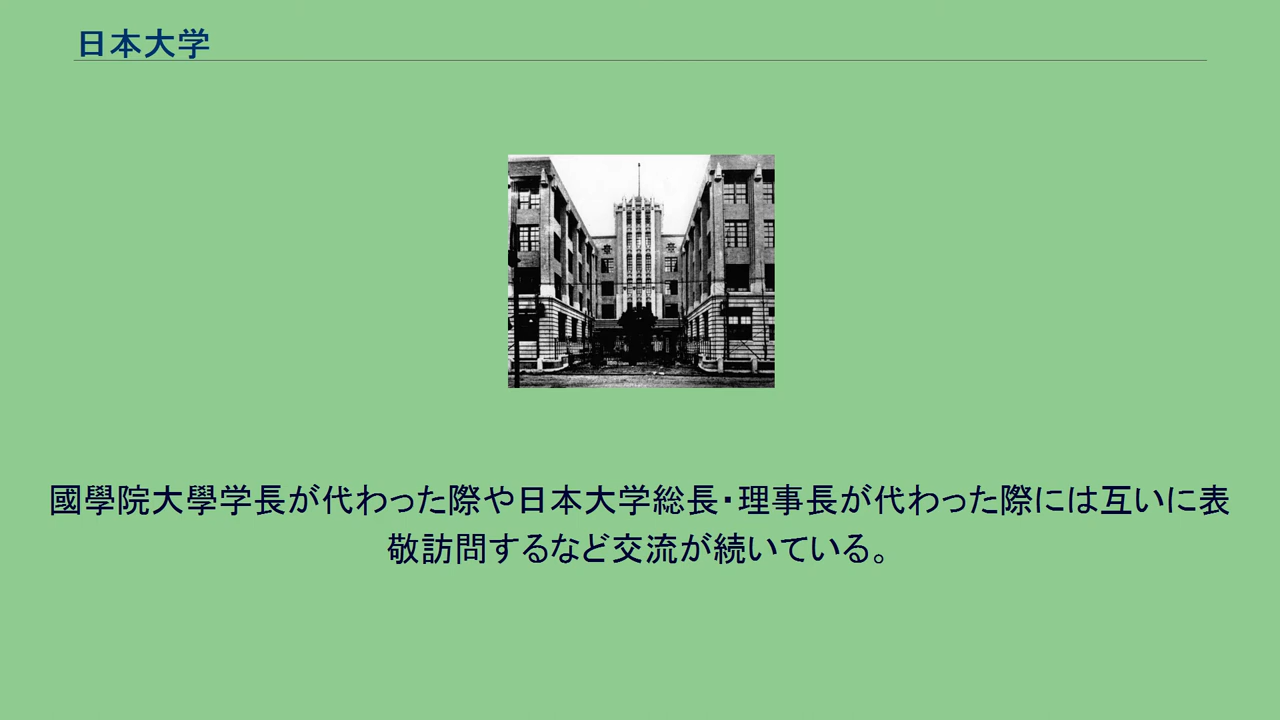 日本大学
國學院大學学長が代わった際や日本大学総長・理事長が代わった際には互いに表
敬訪問するなど交流が続いている。